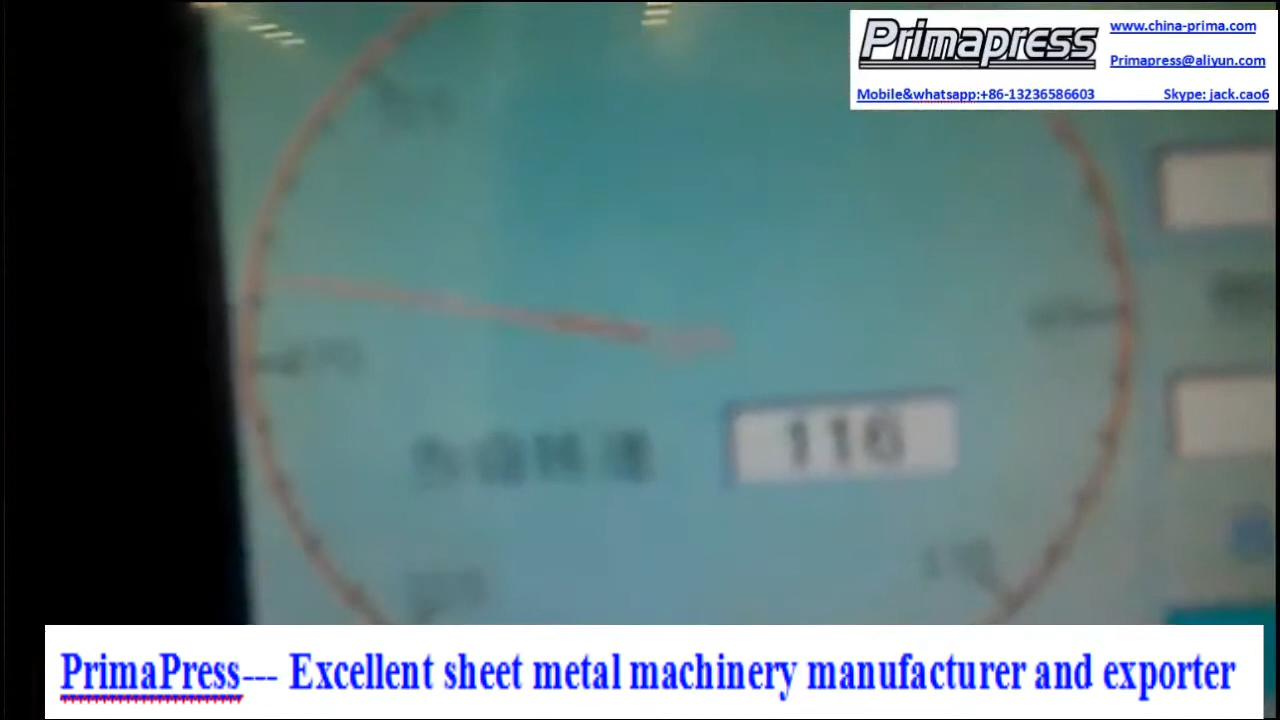 Primapress
www.china-prima.com
Primapress@aliyun.com
Mobile&whatsapp:+86-13236586603
Skype: jack.cao6
116
PrimaPress--- Excellent sheet metal machinery manufacturer and exporter